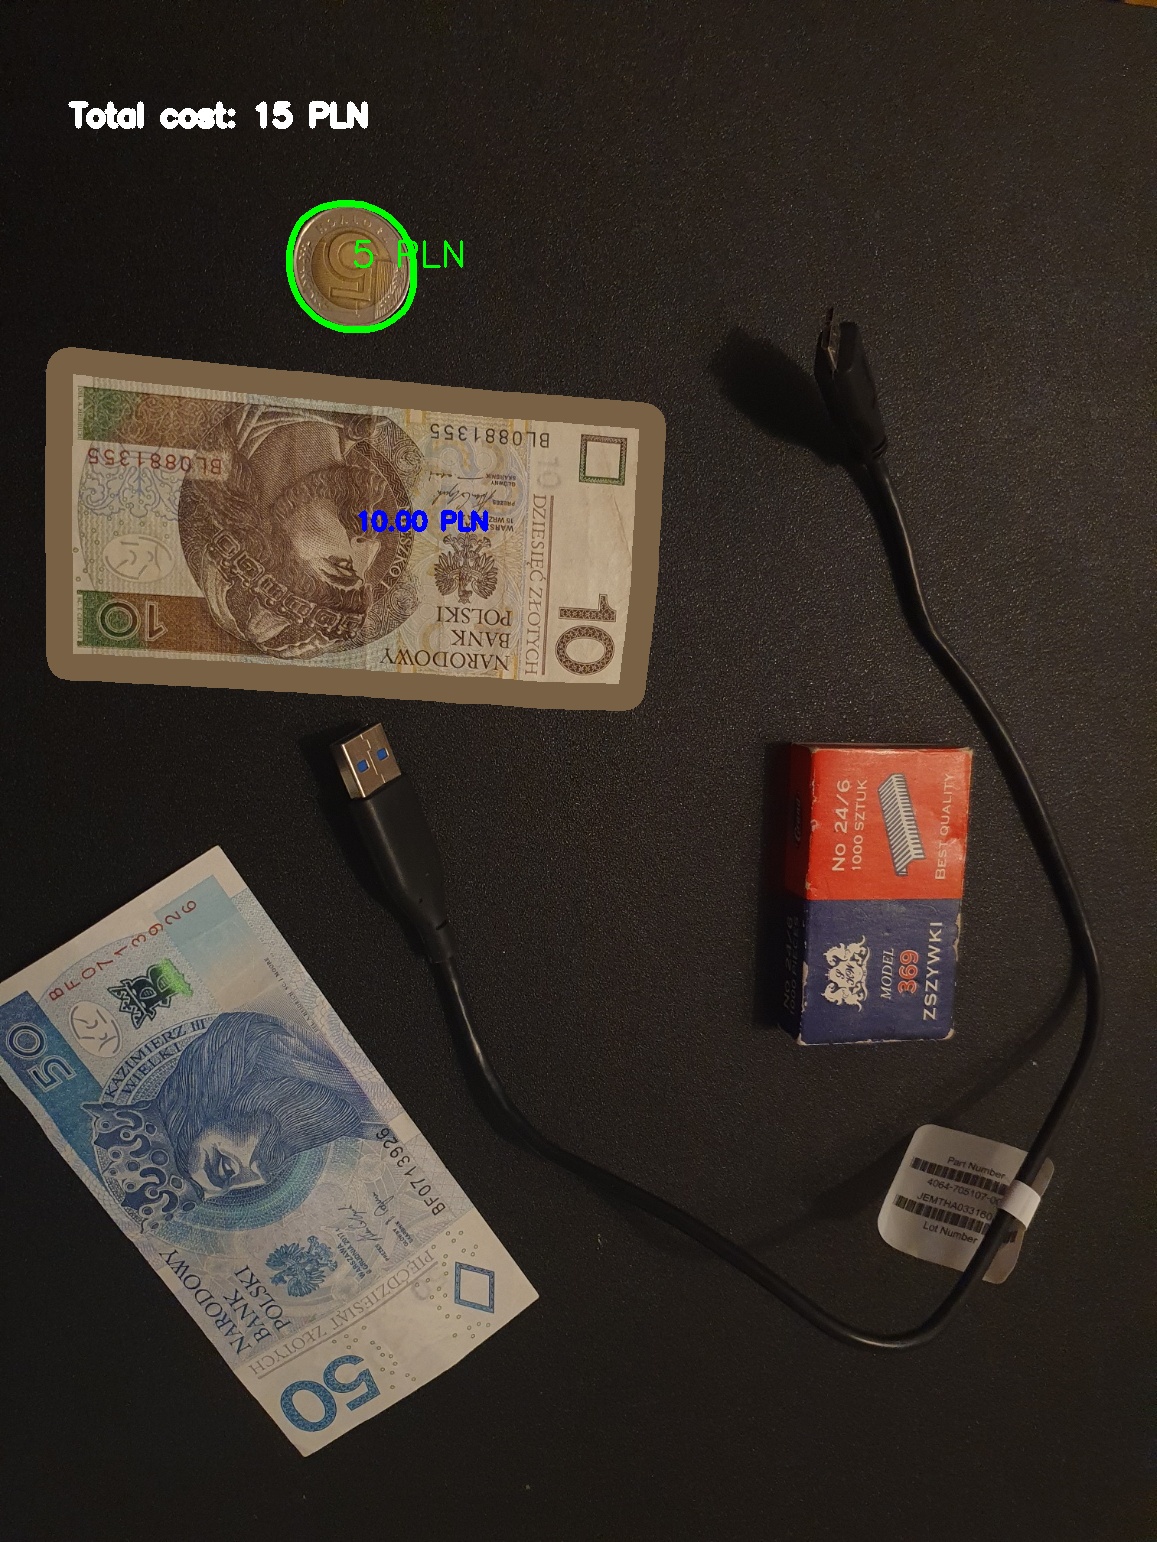 Total cost: 15 PLN
5 PLN
BL0881355
BL0881355
10.00 PLN
DZIESIĘĆ ZŁOTYCH
NARODOWY
BANK
POLSKI
10
10
No 24/6
1000 SZTUK
BEST QUALITY
MODEL
369
ZSZYWKI
BF0713926
50
KAZIMIERZ III
WIELKI
BF0713926
NARODOWY
BANK
POLSKI
PIĘĆDZIESIĄT ZŁOTYCH
50
Part Number
JEMTHA033160
Lot Number